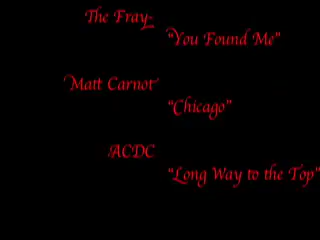 The Fray-
"You Found Me"
Matt Carnot
"Chicago"
ACDC
"Long Way to the Top"